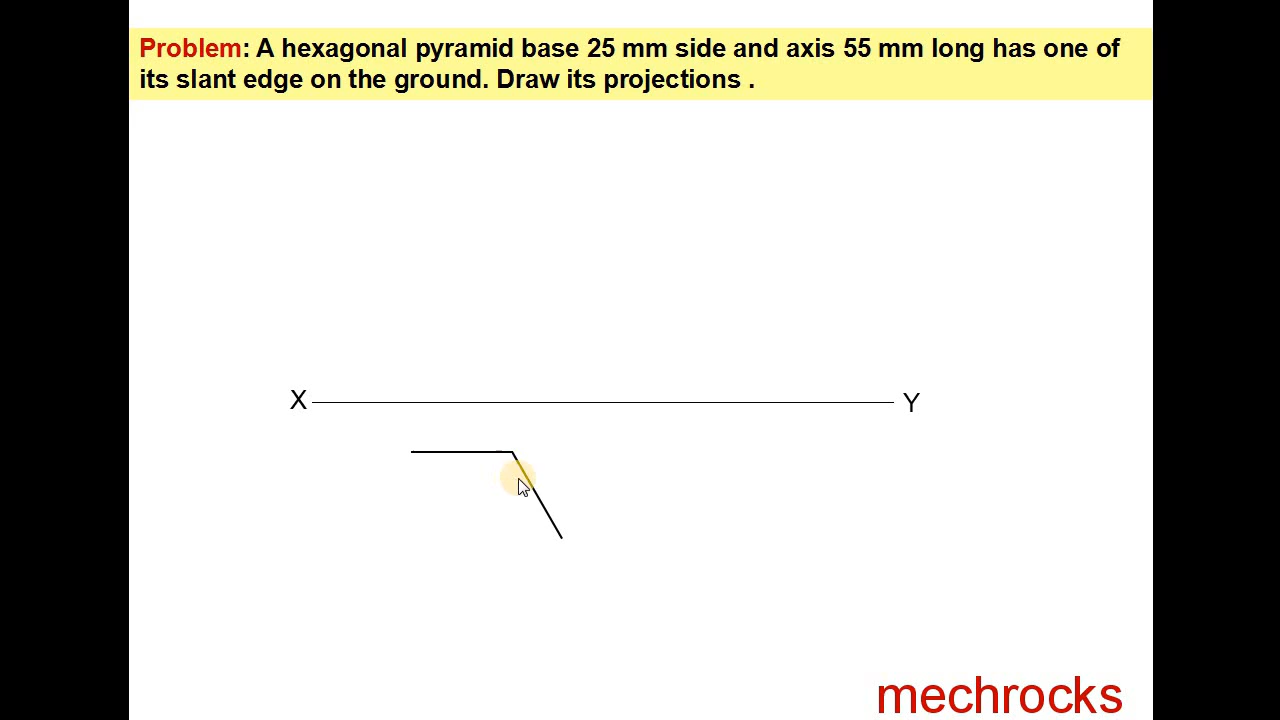 Problem: A hexagonal pyramid base 25 mm side and axis 55 mm long has one of
its slant edge on the ground. Draw its projections .
X
Y
mechrocks